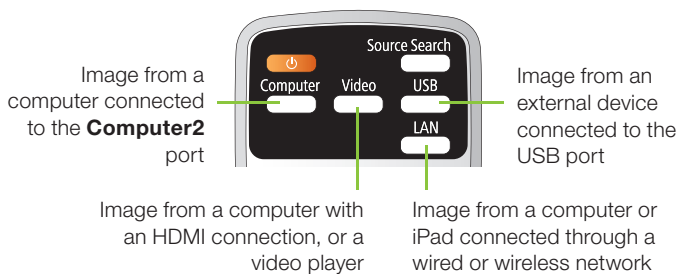 Source Search
Computer
Video
USB
LAN
Image from a
computer connected
to the Computer2
port
Image from an
external device
connected to the
USB port
Image from a computer with
an HDMI connection, or a
video player
Image from a computer or
iPad connected through a
wired or wireless network